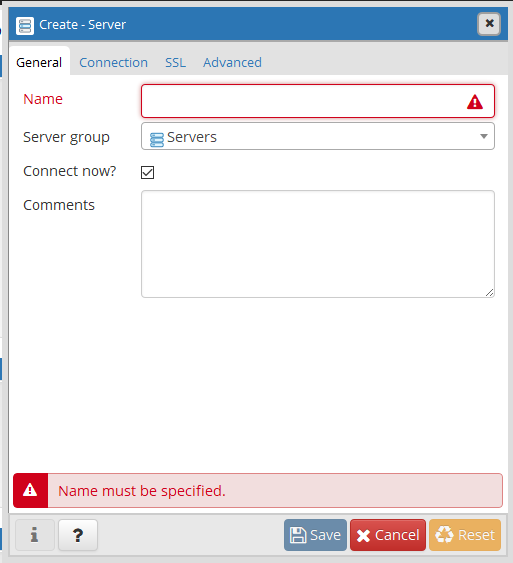 Create - Server
General Connection SSL Advanced
Name
Server group Servers
Connect now?
Comments
Name must be specified.
i ? Save Cancel Reset